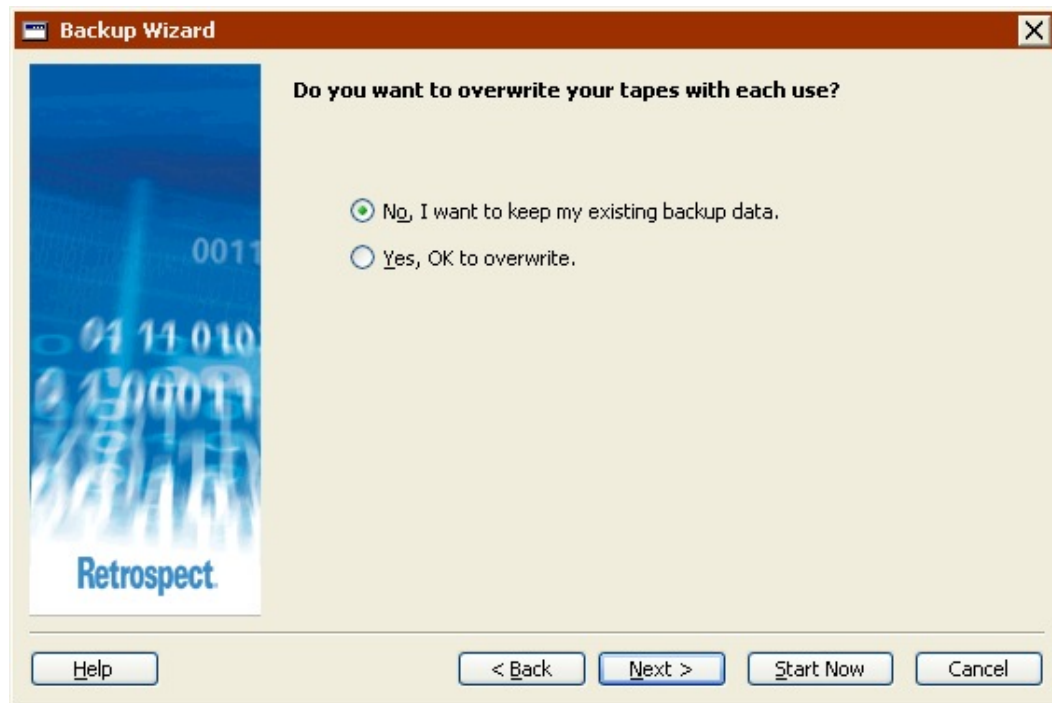 Backup Wizard
Do you want to overwrite your tapes with each use?
No, I want to keep my existing backup data.
Yes, OK to overwrite.
0011
01 11 010
Retrospect.
Help
< Back
Next >
Start Now
Cancel